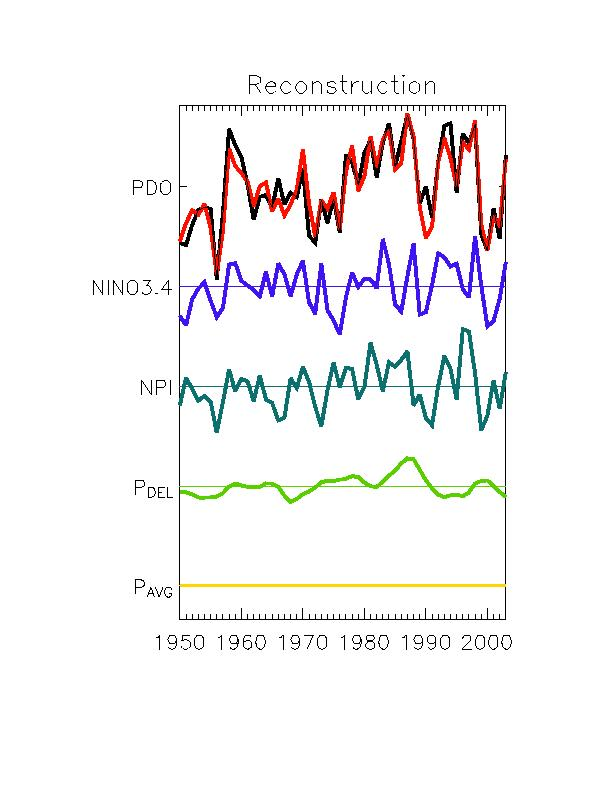 Reconstruction
PDO
NINO3.4
NPI
PDEL
PAVG
1950 1960 1970 1980 1990 2000